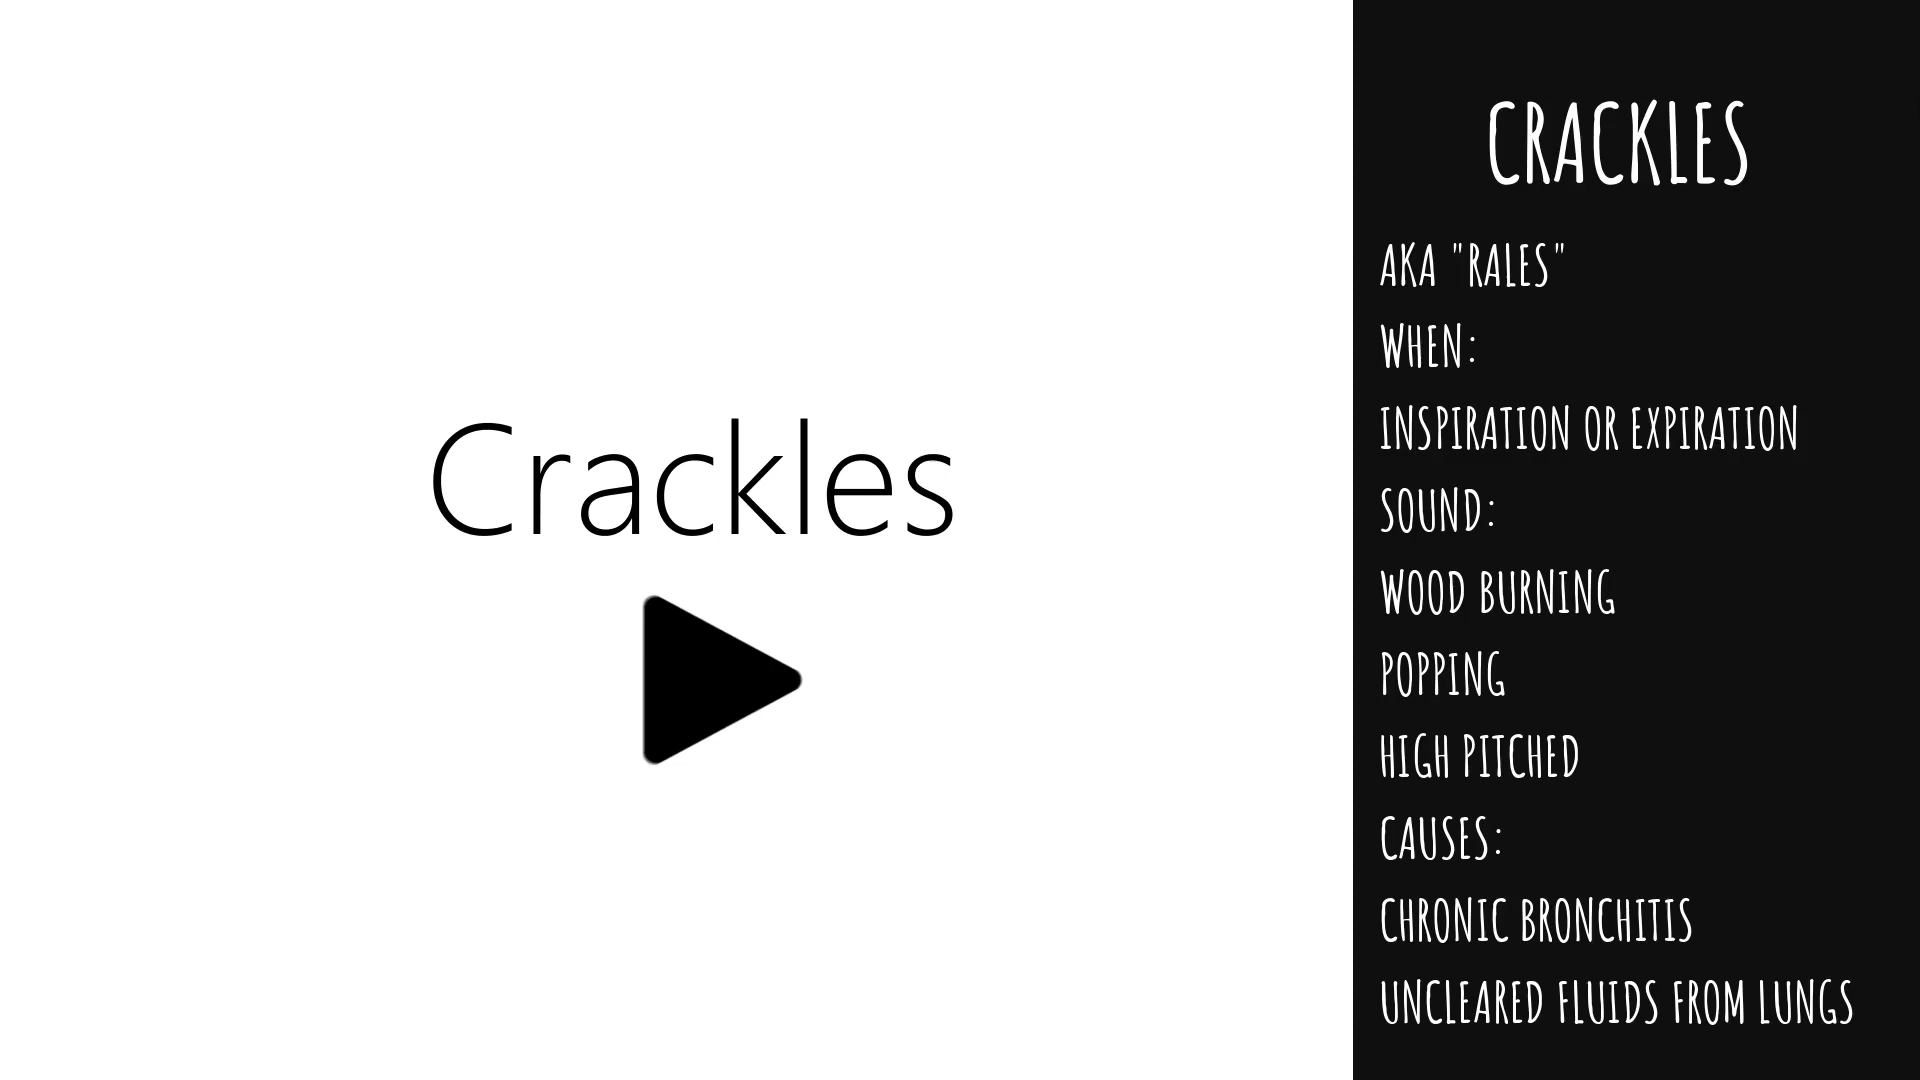 Crackles
CRACKLES
AKA "RALES"
WHEN:
INSPIRATION OR EXPIRATION
SOUND:
WOOD BURNING
POPPING
HIGH PITCHED
CAUSES:
CHRONIC BRONCHITIS
UNCLEARED FLUIDS FROM LUNGS